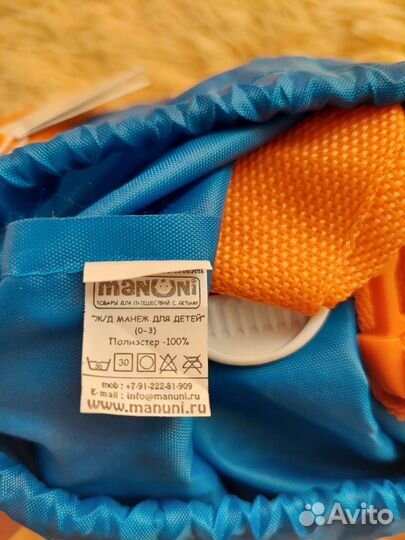 manuni
ТОВАРЫ ДЛЯ ПУТЕШЕСТВИЙ С ДЕТЬМИ
"Ж/Д МАНЕЖ ДЛЯ ДЕТЕЙ"
(0-3)
Полиэстер -100%
30
mob : +7-91-222-81-909
E-mail : info@manuni.ru
www.manuni.ru
Avito